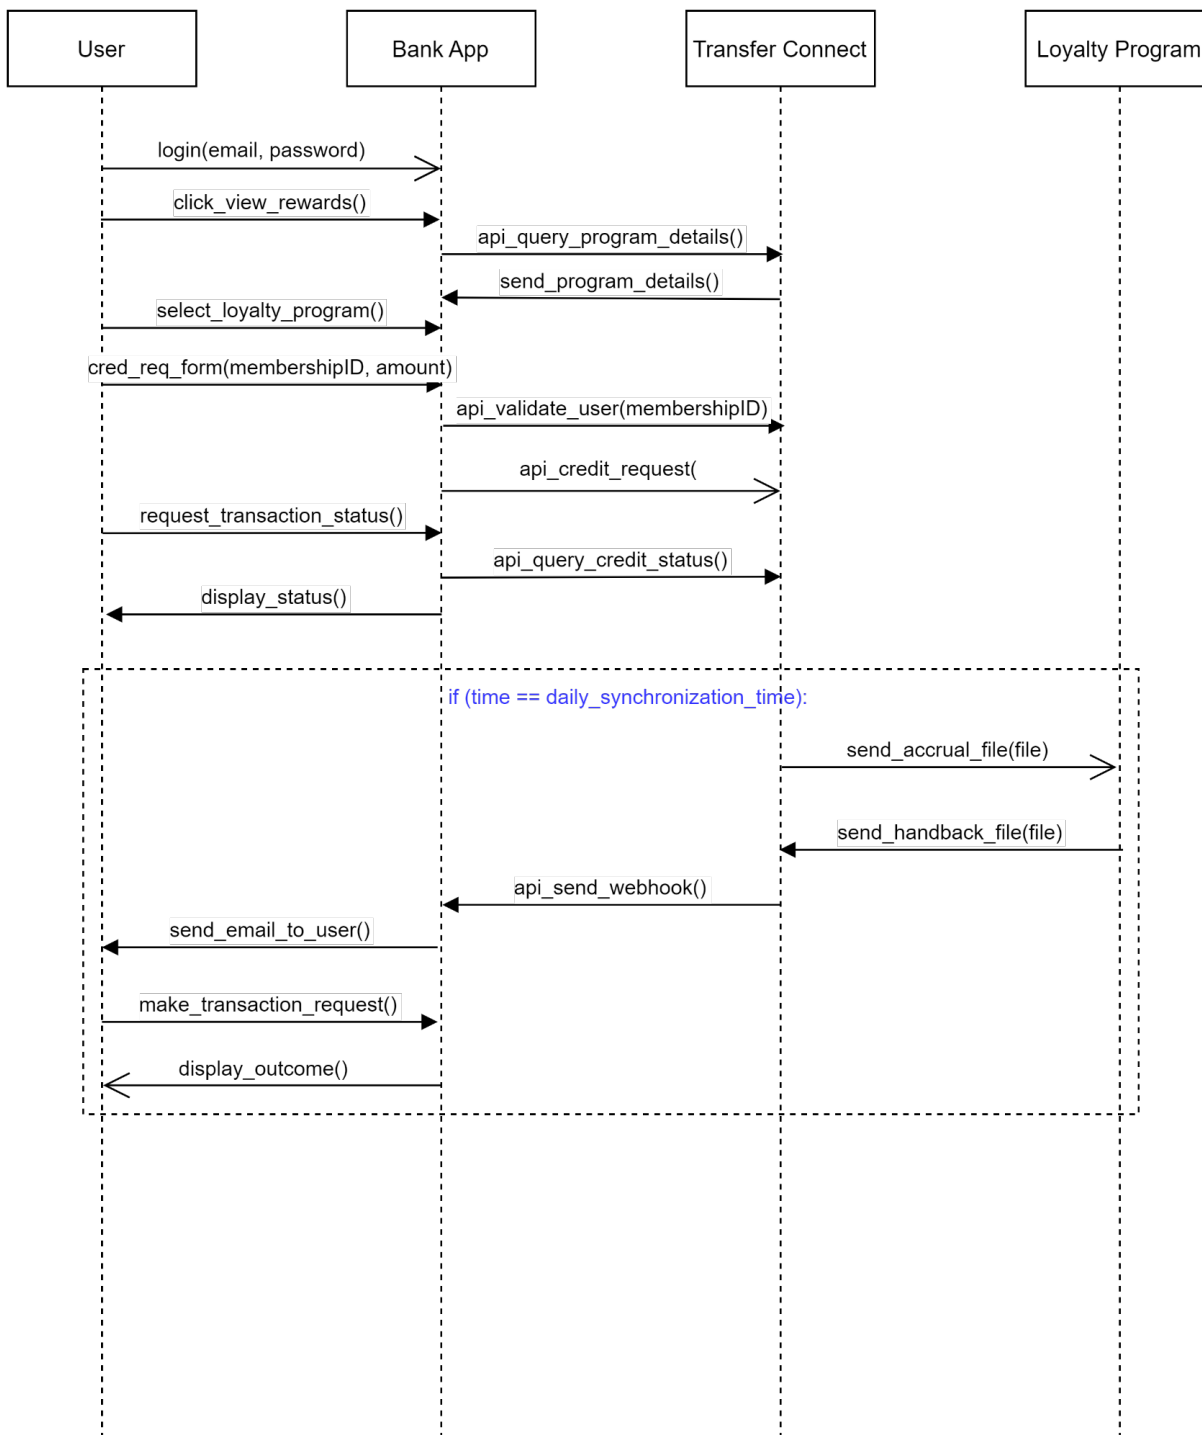 User
Bank App
Transfer Connect
Loyalty Program
login(email, password)
click_view_rewards()
api_query_program_details()
send_program_details()
select_loyalty_program()
cred_req_form(membershipID, amount)
api_validate_user(membershipID)
api_credit_request(
request_transaction_status()
api_query_credit_status()
display_status()
if (time == daily_synchronization_time):
send_accrual_file(file)
send_handback_file(file)
api_send_webhook()
send_email_to_user()
make_transaction_request()
display_outcome()